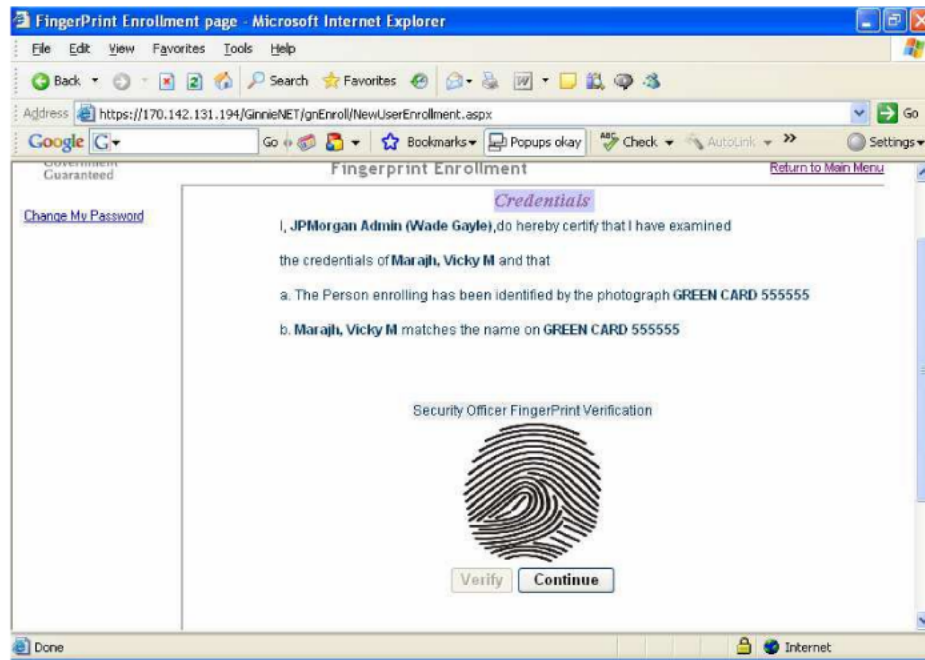 FingerPrint Enrollment page - Microsoft Internet Explorer
File Edit View Favorites Tools Help
Back Search Favorites
Address https://170.142.131.194/GinnieNET/gnEnroll/NewUserEnrollment.aspx Go
Google G Go Bookmarks Popups okay ABC Check AutoLink » Settings
Government
Guaranteed
Fingerprint Enrollment
Return to Main Menu
Change My Password
Credentials
I, JPMorgan Admin (Wade Gayle),do hereby certify that I have examined
the credentials of Marajh, Vicky M and that
a. The Person enrolling has been identified by the photograph GREEN CARD 555555
b. Marajh, Vicky M matches the name on GREEN CARD 555555
Security Officer FingerPrint Verification
Verify Continue
Done Internet